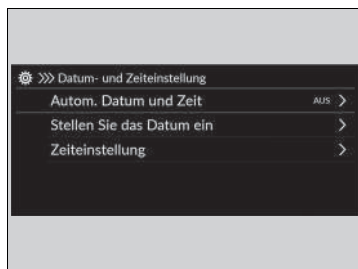 >>> Datum- und Zeiteinstellung
Autom. Datum und Zeit AUS >
Stellen Sie das Datum ein >
Zeiteinstellung >